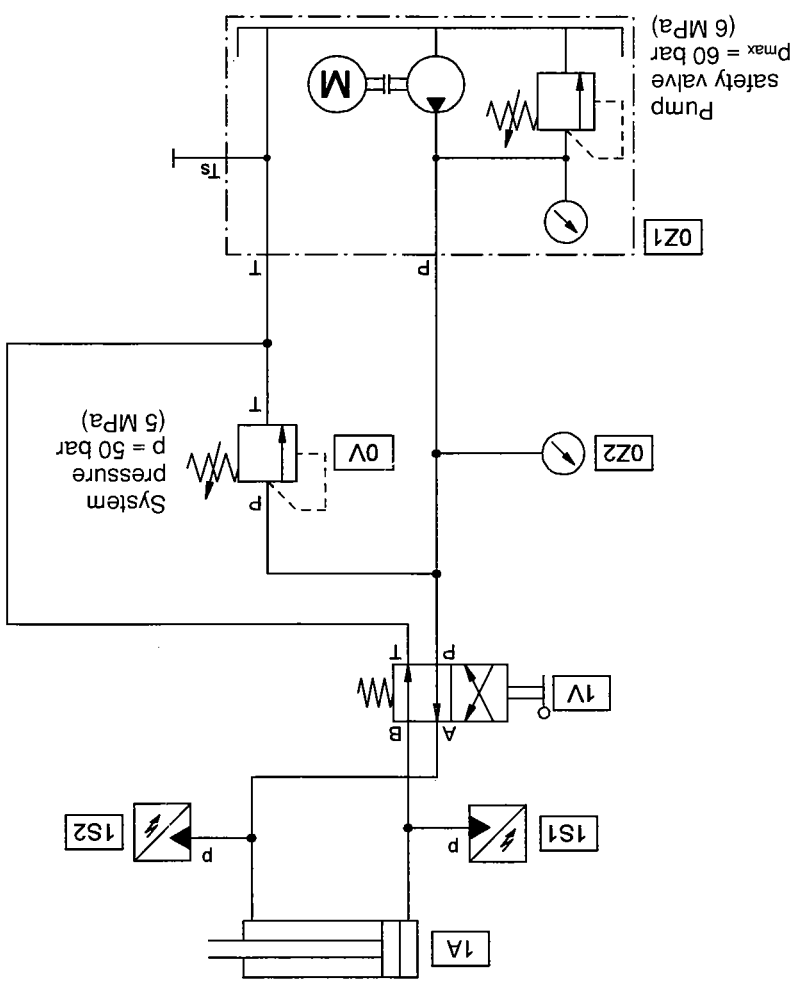 1A
1S1
p
p
1S2
A
B
1V
P
T
P
System
pressure
p = 50 bar
(5 MPa)
0Z2
0V
T
P
T
0Z1
Ts
Pump
safety valve
pmax = 60 bar
(6 MPa)
M